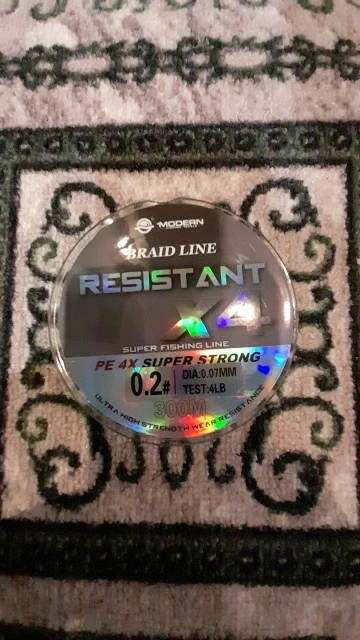 MODERN
BRAID LINE
RESISTANT
X4
SUPER FISHING LINE
PE 4X SUPER STRONG
0.2# DIA:0.07MM
TEST:4LB
300M
ULTRA HIGH STRENGTH WEAR RESISTANCE